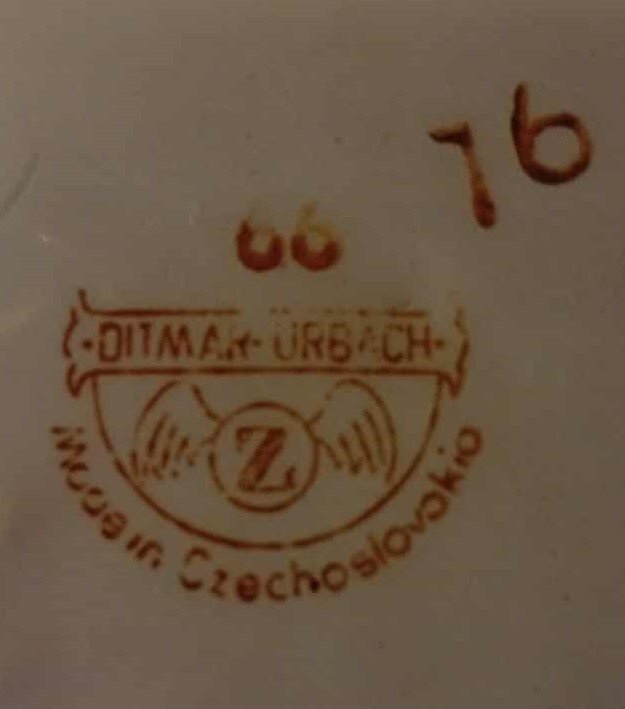 76
66
·DITMAR-URBACH·
Z
Made in Czechoslovakia